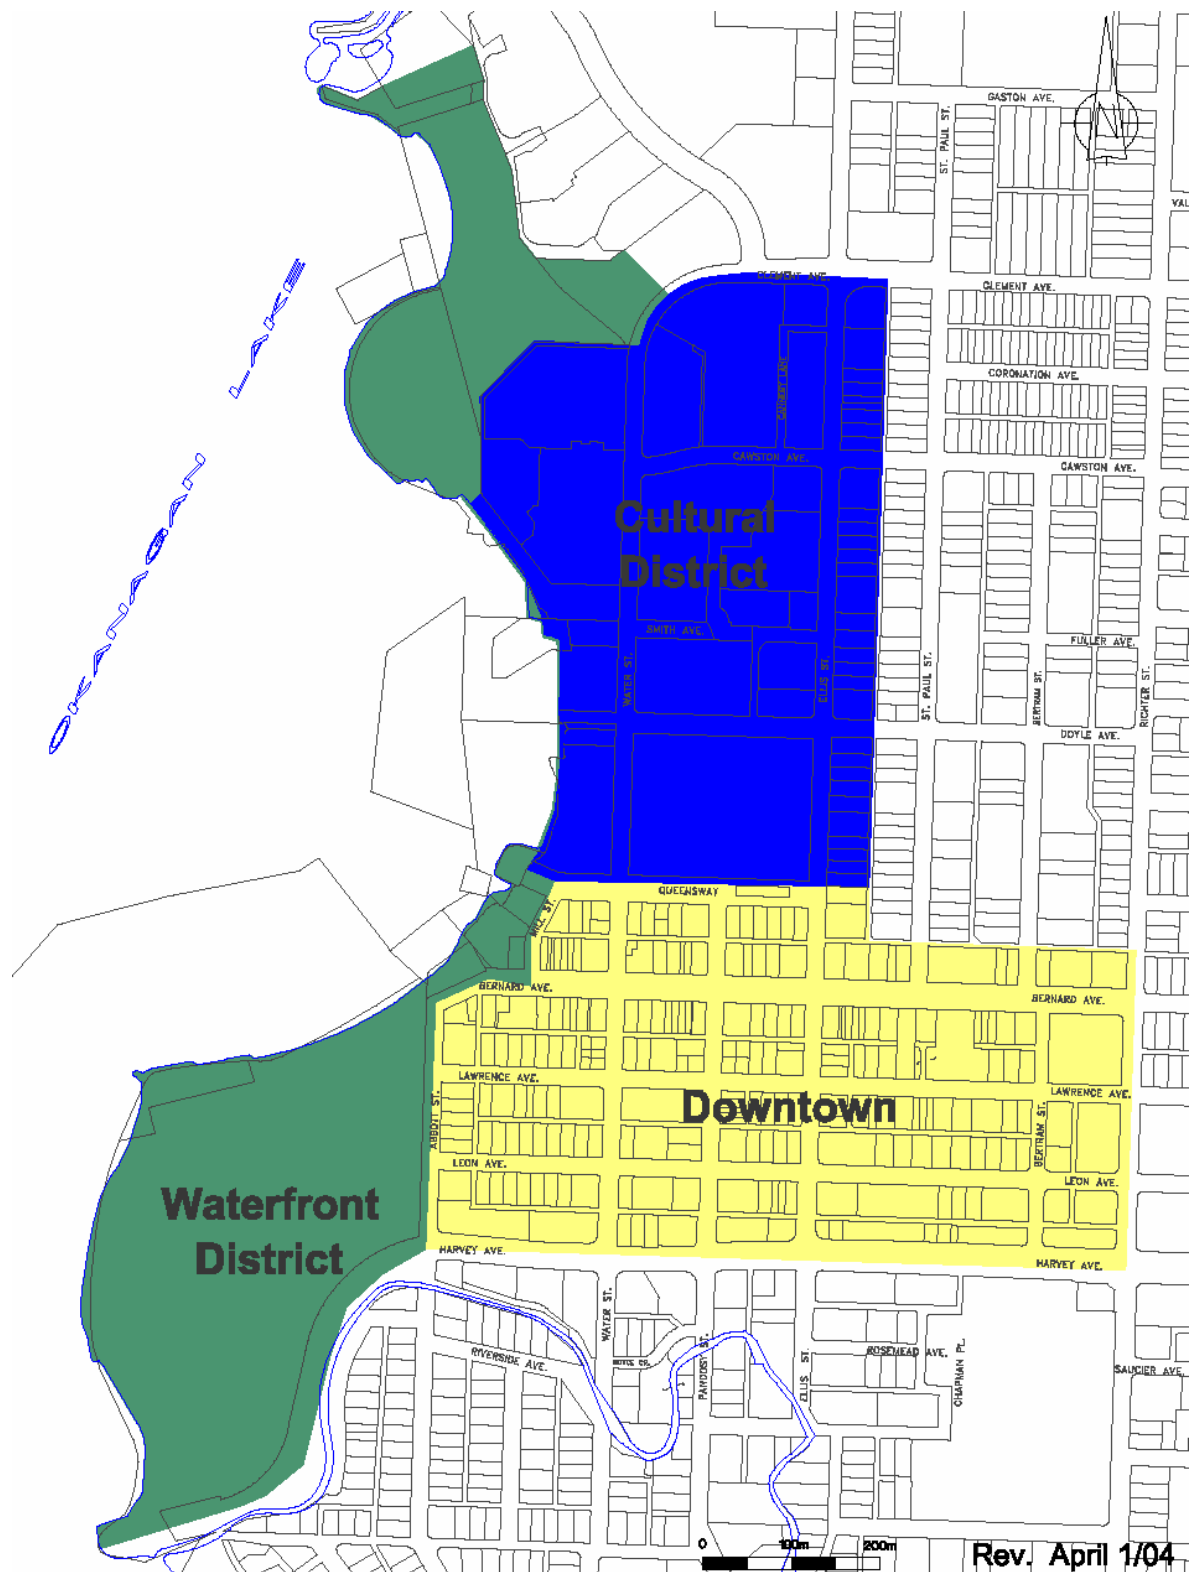 GASTON AVE.
ST. PAUL ST.
VAL
OKANAGAN LAKE
CLEMENT AVE.
CLEMENT AVE.
CORONATION AVE.
CANNERY LANE
CAWSTON AVE.
CAWSTON AVE.
Cultural
District
SMITH AVE.
FULLER AVE.
WATER ST.
ELLIS ST.
ST. PAUL ST.
BERTRAM ST.
RICHTER ST.
DOYLE AVE.
QUEENSWAY
MILL ST.
BERNARD AVE.
BERNARD AVE.
LAWRENCE AVE.
LAWRENCE AVE.
Downtown
ABBOTT ST.
BERTRAM ST.
LEON AVE.
LEON AVE.
Waterfront
District
HARVEY AVE.
HARVEY AVE.
WATER ST.
RIVERSIDE AVE.
PANDOSY ST.
ELLIS ST.
ROSEMEAD AVE.
CHAPMAN PL.
SAUCIER AVE.
0 100m 200m
Rev. April 1/04